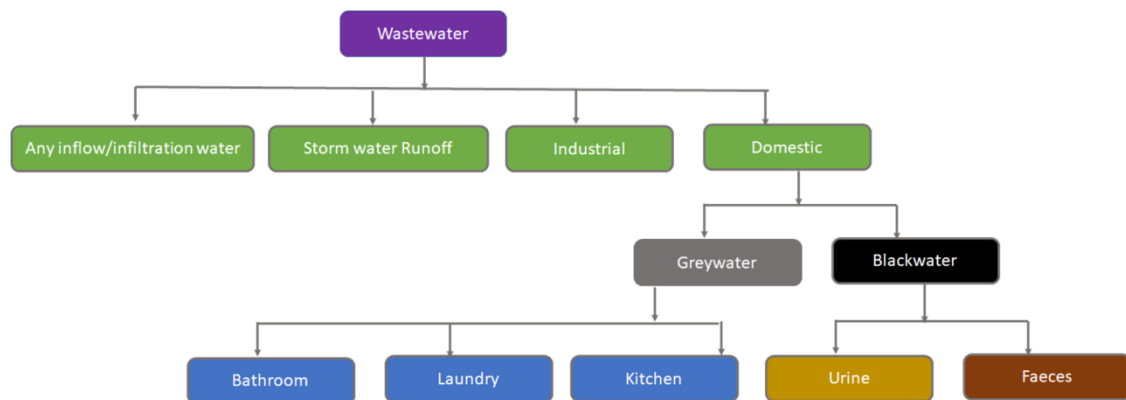 Wastewater
Any inflow/infiltration water
Storm water Runoff
Industrial
Domestic
Greywater
Blackwater
Bathroom
Laundry
Kitchen
Urine
Faeces